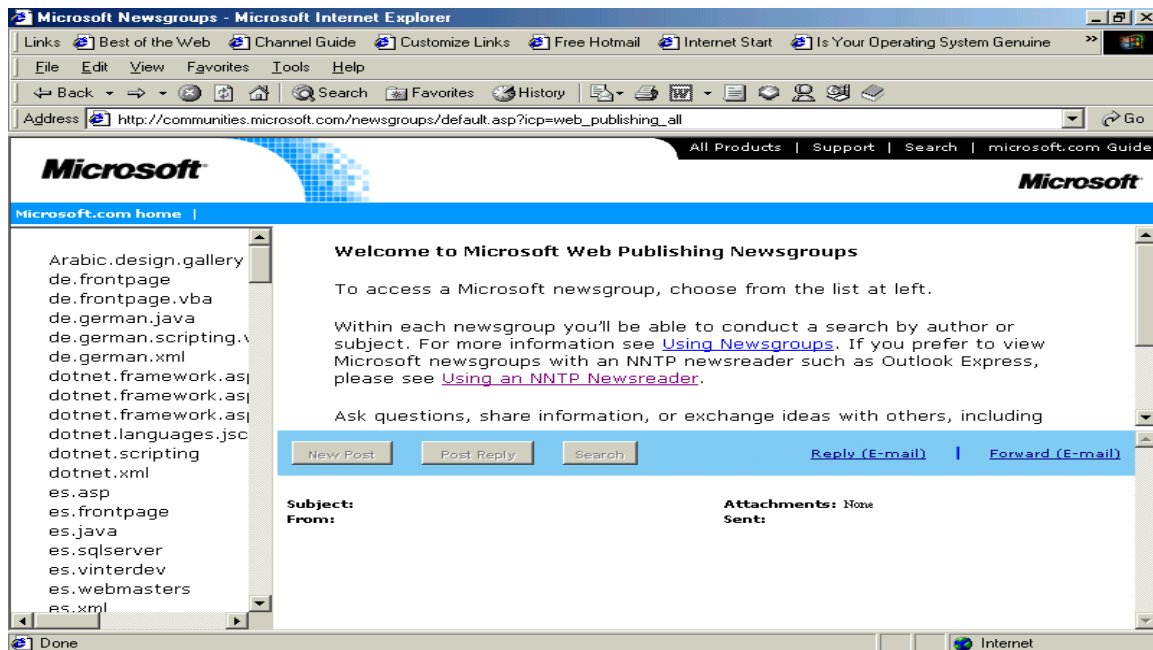 Microsoft Newsgroups - Microsoft Internet Explorer
Links Best of the Web Channel Guide Customize Links Free Hotmail Internet Start Is Your Operating System Genuine »
File Edit View Favorites Tools Help
Back Search Favorites History
Address http://communities.microsoft.com/newsgroups/default.asp?icp=web_publishing_all Go
All Products | Support | Search | microsoft.com Guide
Microsoft
Microsoft
Microsoft.com home |
Arabic.design.gallery
de.frontpage
de.frontpage.vba
de.german.java
de.german.scripting.
de.german.xml
dotnet.framework.as
dotnet.framework.as
dotnet.framework.as
dotnet.languages.jsc
dotnet.scripting
dotnet.xml
es.asp
es.frontpage
es.java
es.sqlserver
es.vinterdev
es.webmasters
es.xml
Welcome to Microsoft Web Publishing Newsgroups
To access a Microsoft newsgroup, choose from the list at left.
Within each newsgroup you'll be able to conduct a search by author or
subject. For more information see Using Newsgroups. If you prefer to view
Microsoft newsgroups with an NNTP newsreader such as Outlook Express,
please see Using an NNTP Newsreader.
Ask questions, share information, or exchange ideas with others, including
New Post Post Reply Search Reply (E-mail) | Forward (E-mail)
Subject: Attachments: None
From: Sent:
Done Internet